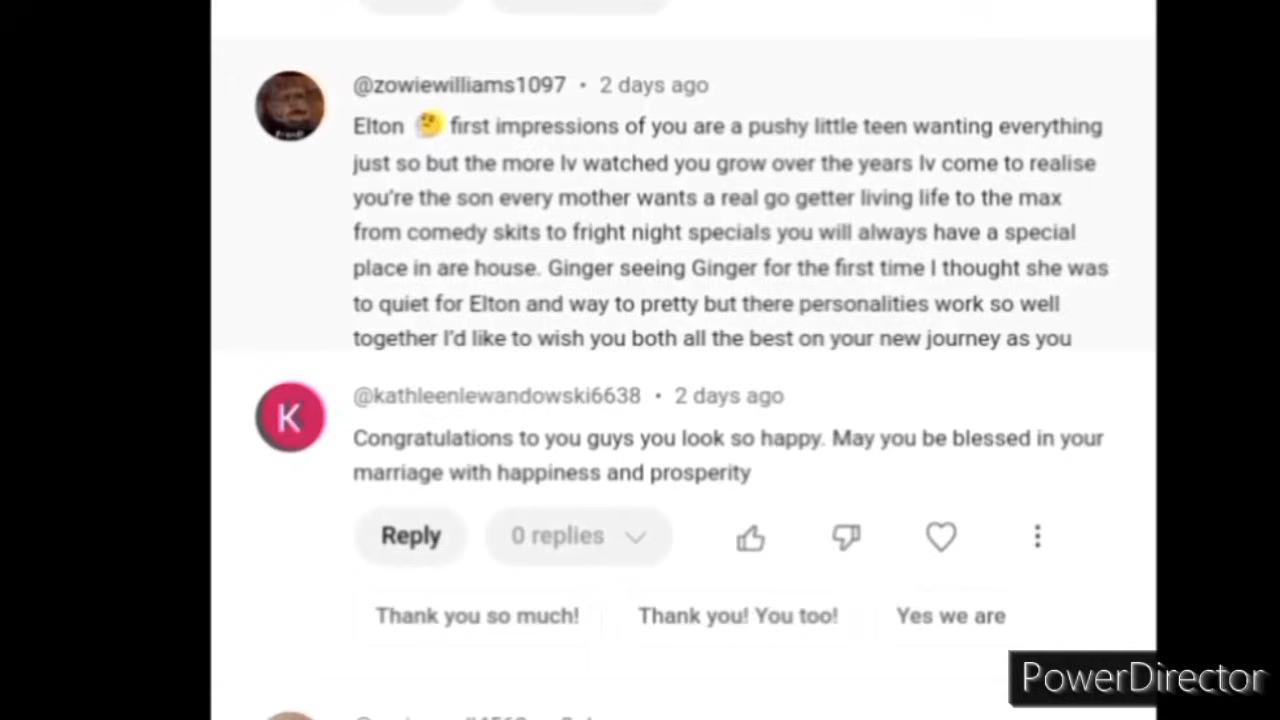 @zowiewilliams1097 • 2 days ago
Elton 🤔 first impressions of you are a pushy little teen wanting everything
just so but the more Iv watched you grow over the years Iv come to realise
you're the son every mother wants a real go getter living life to the max
from comedy skits to fright night specials you will always have a special
place in are house. Ginger seeing Ginger for the first time I thought she was
to quiet for Elton and way to pretty but there personalities work so well
together I'd like to wish you both all the best on your new journey as you
@kathleenlewandowski6638 • 2 days ago
K
Congratulations to you guys you look so happy. May you be blessed in your
marriage with happiness and prosperity
Reply 0 replies
Thank you so much! Thank you! You too! Yes we are
PowerDirector